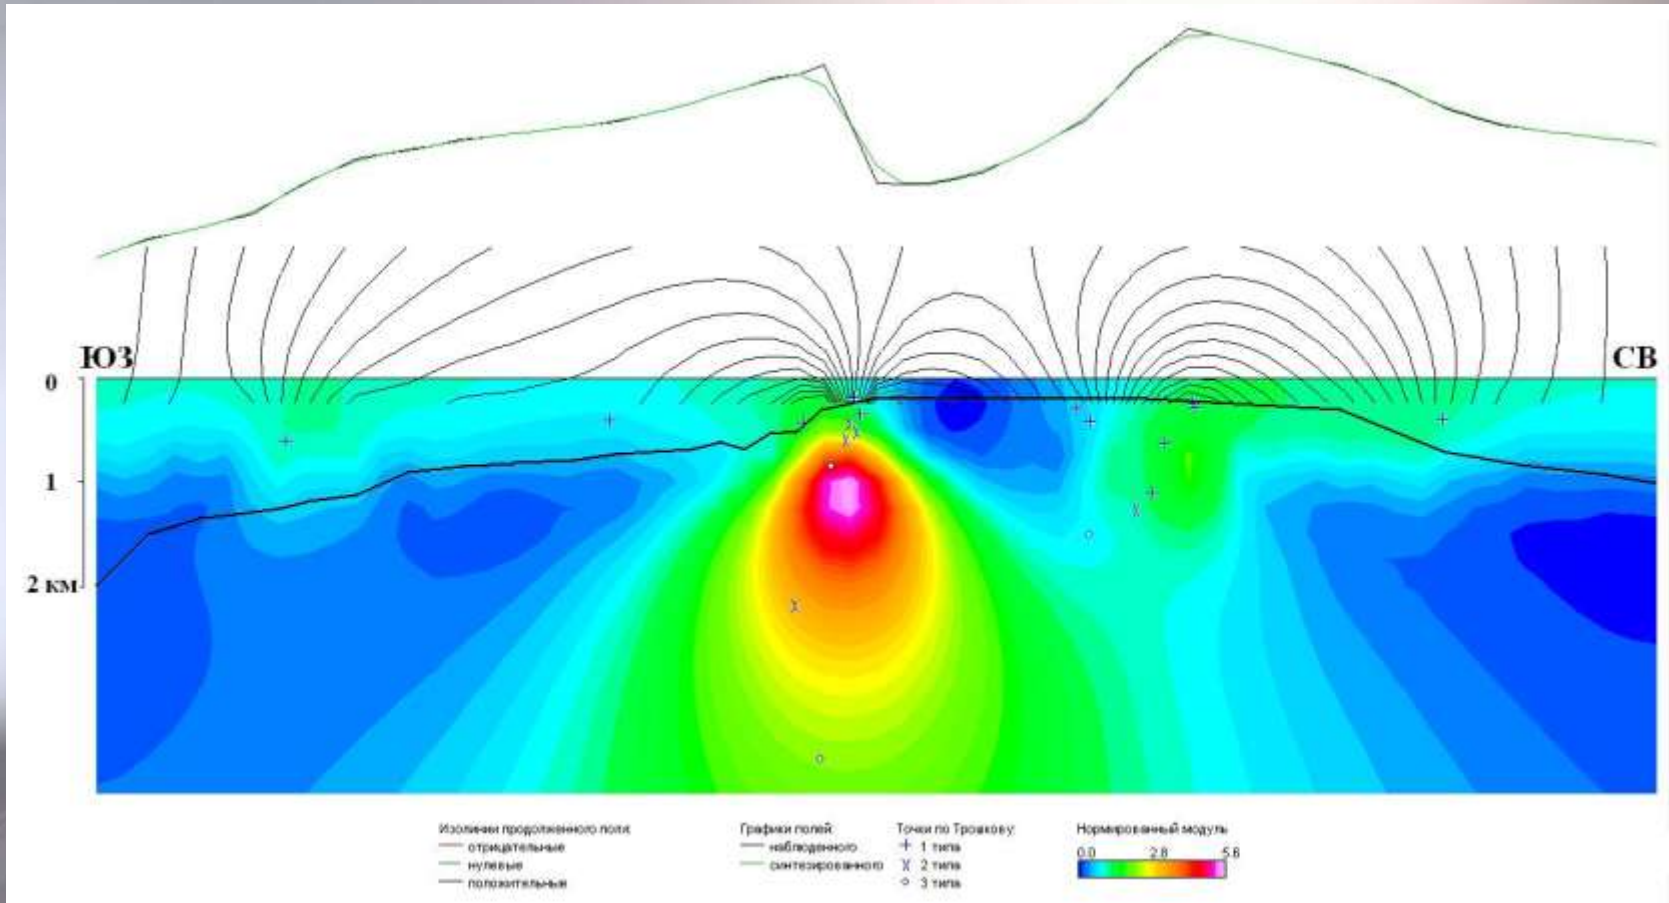 ЮЗ
СВ
0
1
2 км
Изолинии продолженного поля:
отрицательные
нулевые
положительные
Графики полей:
наблюденного
синтезированного
Точки по Трошкову:
1 типа
2 типа
3 типа
Нормированный модуль
0.0 2.8 5.6